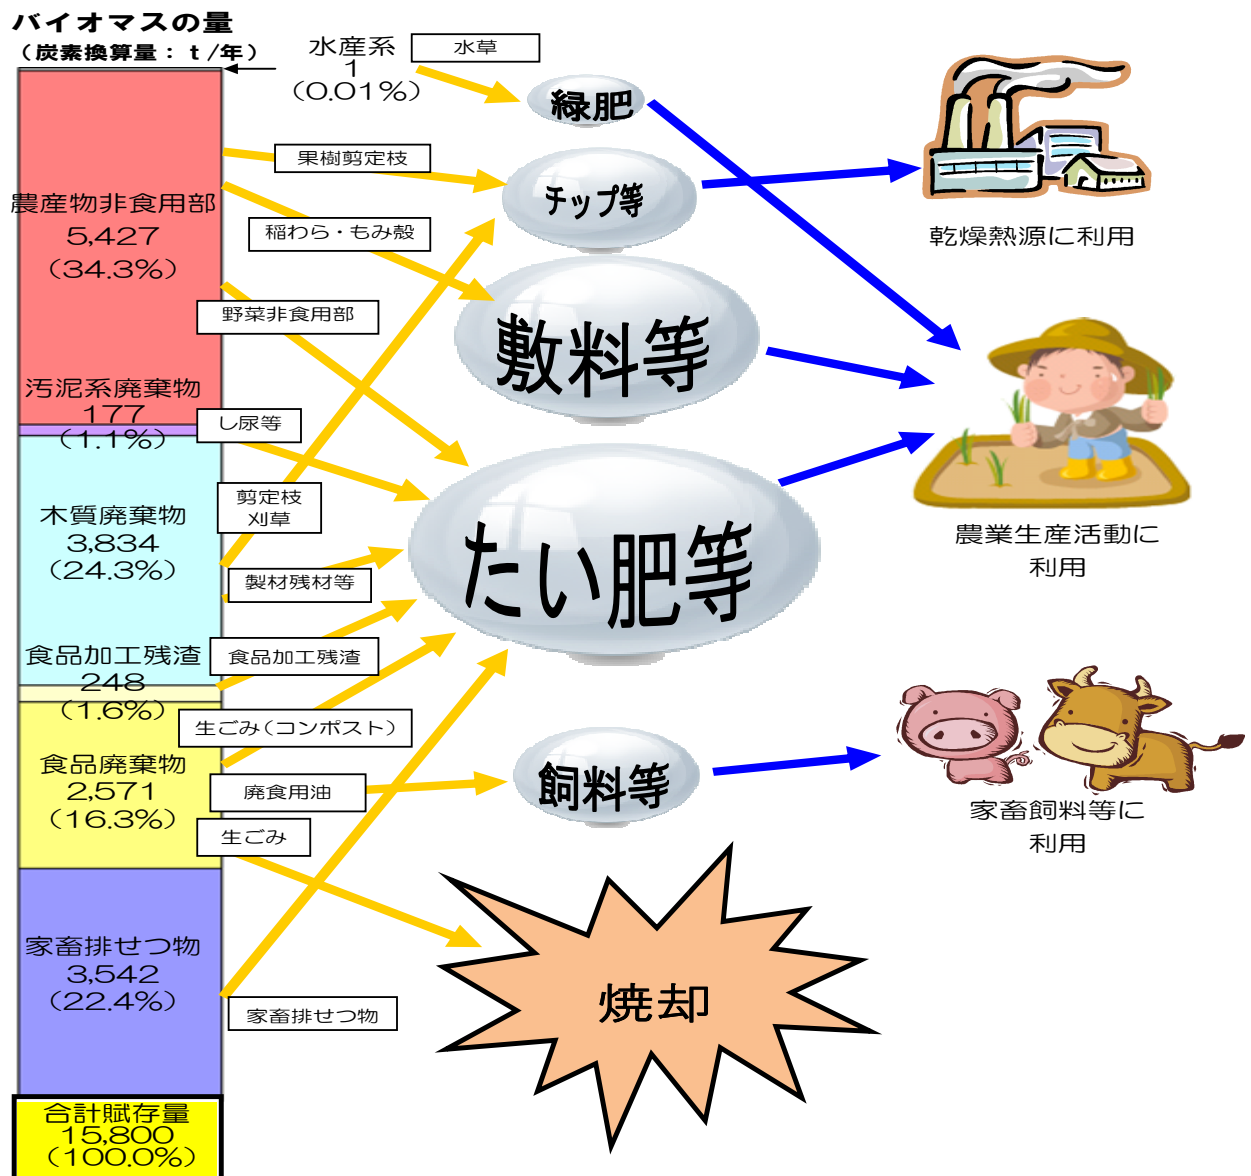 バイオマスの量
（炭素換算量：ｔ/年）
水産系
1
（0.01％）
水草
緑肥
果樹剪定枝
チップ等
乾燥熱源に利用
農産物非食用部
5,427
（34.3％）
稲わら・もみ殻
敷料等
野菜非食用部
汚泥系廃棄物
177
（1.1％）
し尿等
農業生産活動に
利用
木質廃棄物
3,834
（24.3％）
剪定枝
刈草
たい肥等
製材残材等
食品加工残渣
248
（1.6％）
食品加工残渣
生ごみ（コンポスト）
食品廃棄物
2,571
（16.3％）
廃食用油
飼料等
家畜飼料等に
利用
生ごみ
家畜排せつ物
3,542
（22.4％）
家畜排せつ物
焼却
合計賦存量
15,800
（100.0％）